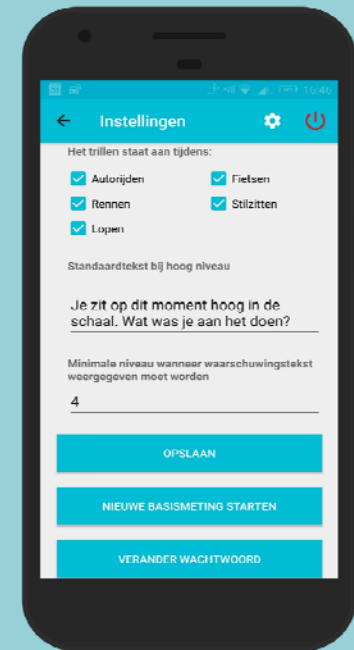 16:46
Instellingen
Het trillen staat aan tijdens:
Autorijden Fietsen
Rennen Stilzitten
Lopen
Standaardtekst bij hoog niveau
Je zit op dit moment hoog in de
schaal. Wat was je aan het doen?
Minimale niveau wanneer waarschuwingstekst
weergegeven moet worden
4
OPSLAAN
NIEUWE BASISMETING STARTEN
VERANDER WACHTWOORD